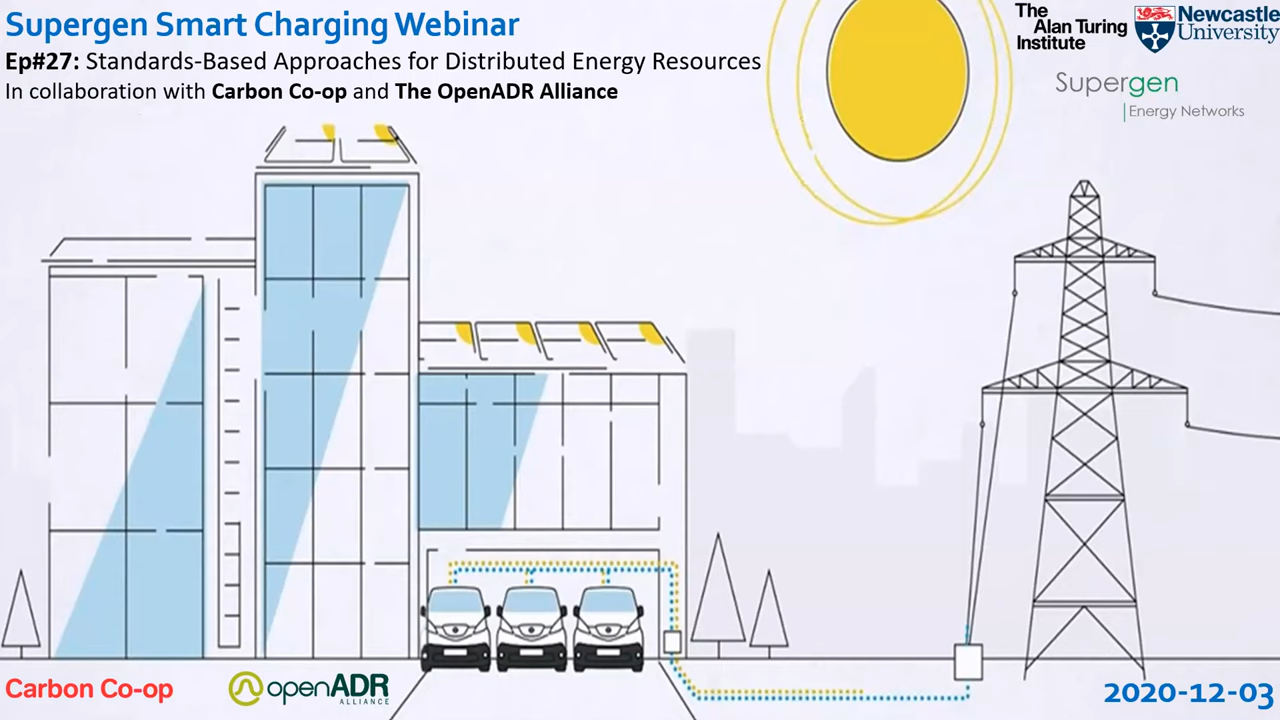 Supergen Smart Charging Webinar
Ep#27: Standards-Based Approaches for Distributed Energy Resources
In collaboration with Carbon Co-op and The OpenADR Alliance
The
Alan Turing
Institute
Newcastle
University
Supergen
Energy Networks
Carbon Co-op
openADR
ALLIANCE
2020-12-03